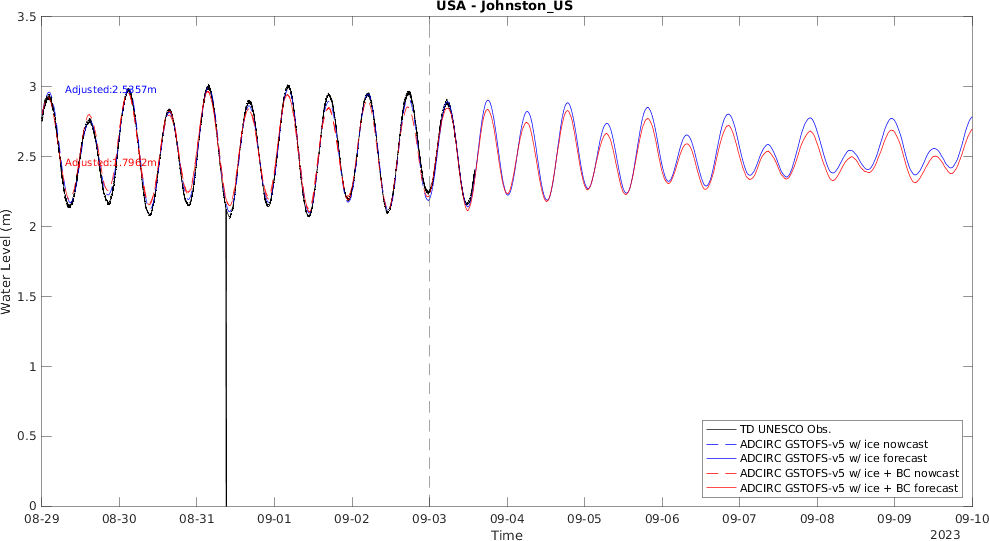 USA - Johnston_US
3.5
3
2.5
2
1.5
1
0.5
0
Water Level (m)
Adjusted:2.5357m
Adjusted:1.7962m
TD UNESCO Obs.
ADCIRC GSTOFS-v5 w/ ice nowcast
ADCIRC GSTOFS-v5 w/ ice forecast
ADCIRC GSTOFS-v5 w/ ice + BC nowcast
ADCIRC GSTOFS-v5 w/ ice + BC forecast
08-29 08-30 08-31 09-01 09-02 09-03 09-04 09-05 09-06 09-07 09-08 09-09 09-10
Time
2023